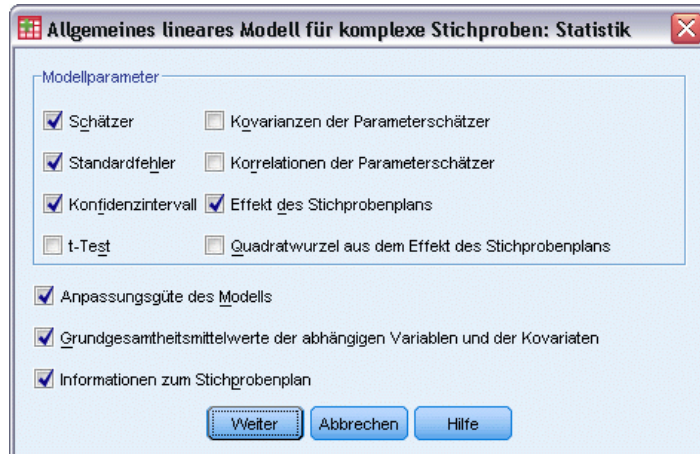 Allgemeines lineares Modell für komplexe Stichproben: Statistik
Modellparameter
Schätzer
Kovarianzen der Parameterschätzer
Standardfehler
Korrelationen der Parameterschätzer
Konfidenzintervall
Effekt des Stichprobenplans
t-Test
Quadratwurzel aus dem Effekt des Stichprobenplans
Anpassungsgüte des Modells
Grundgesamtheitsmittelwerte der abhängigen Variablen und der Kovariaten
Informationen zum Stichprobenplan
Weiter
Abbrechen
Hilfe